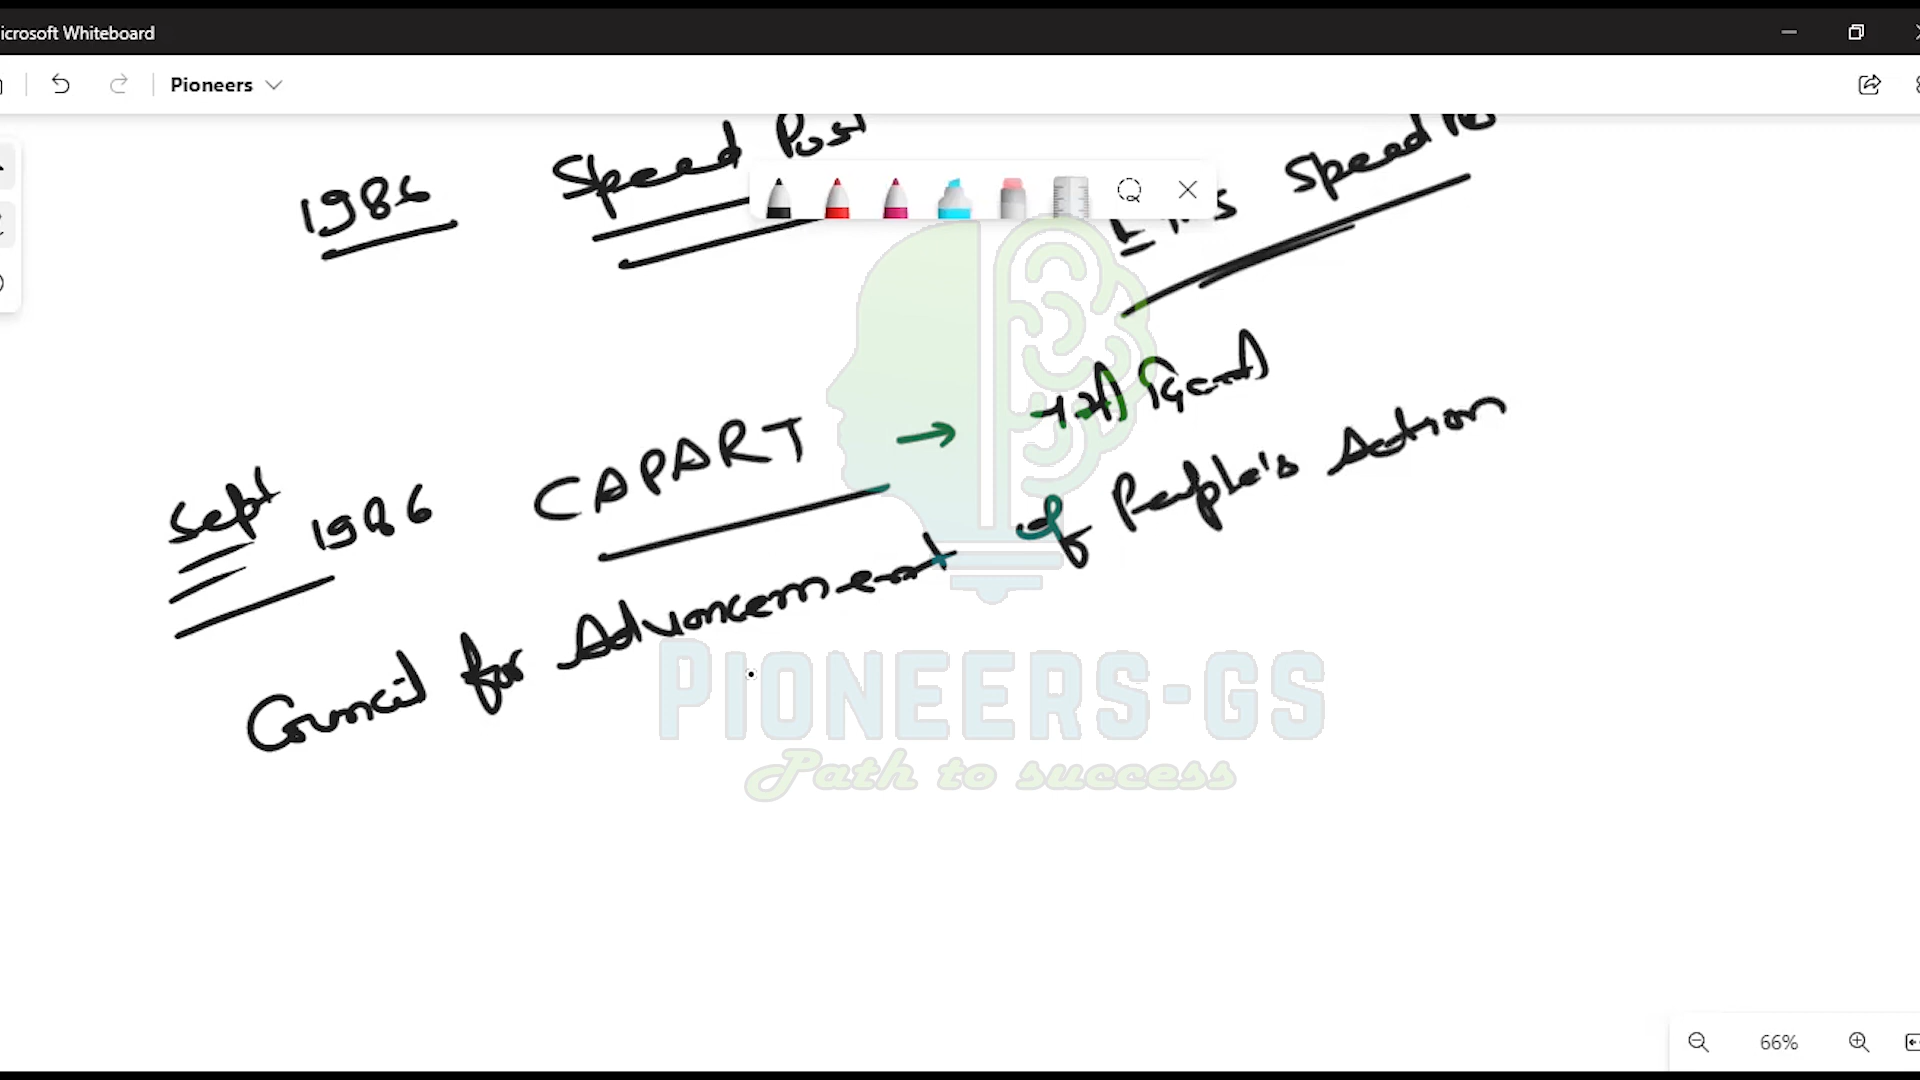 icrosoft Whiteboard
Pioneers
1986 Speed Post
Speed
Sept 1986 CAPART →
Council for Advancement of People's Action
PIONEERS-GS
Path to success
66%